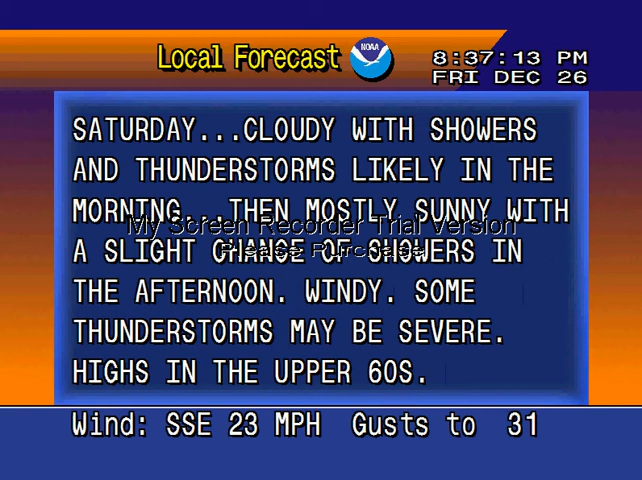 Local Forecast
NOAA
8:37:13 PM
FRI DEC 26
SATURDAY...CLOUDY WITH SHOWERS
AND THUNDERSTORMS LIKELY IN THE
MORNING...THEN MOSTLY SUNNY WITH
My Screen Recorder Trial Version
A SLIGHT CHANCE OF SHOWERS IN
Please Purchase
THE AFTERNOON. WINDY. SOME
THUNDERSTORMS MAY BE SEVERE.
HIGHS IN THE UPPER 60S.
Wind: SSE 23 MPH Gusts to 31